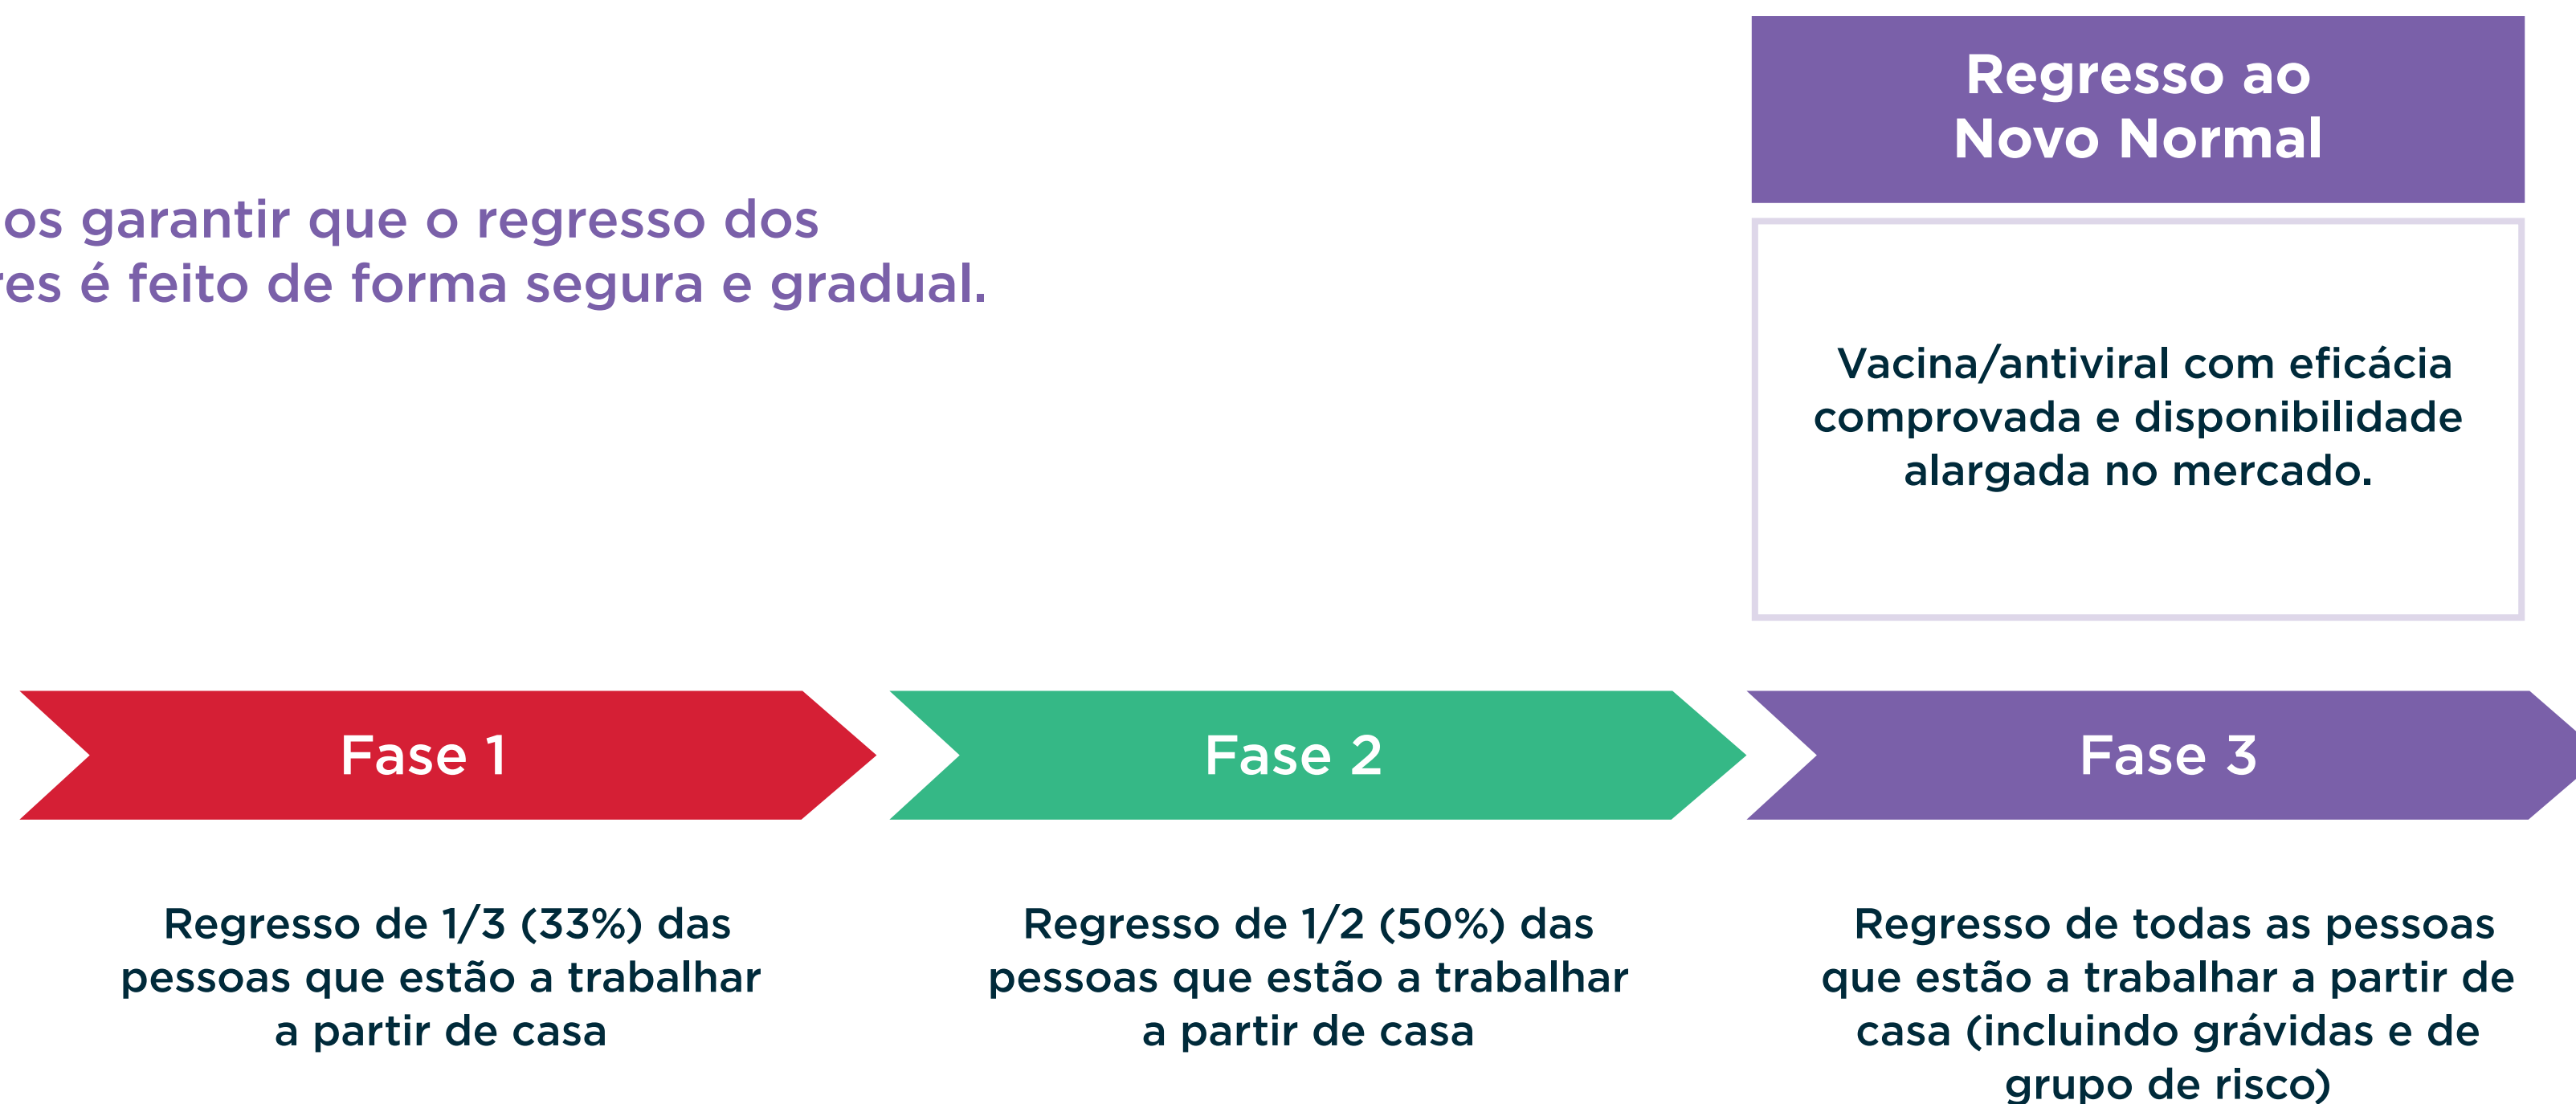 Regresso ao
Novo Normal
os garantir que o regresso dos
res é feito de forma segura e gradual.
Vacina/antiviral com eficácia
comprovada e disponibilidade
alargada no mercado.
Fase 1
Fase 2
Fase 3
Regresso de 1/3 (33%) das
pessoas que estão a trabalhar
a partir de casa
Regresso de 1/2 (50%) das
pessoas que estão a trabalhar
a partir de casa
Regresso de todas as pessoas
que estão a trabalhar a partir de
casa (incluindo grávidas e de
grupo de risco)